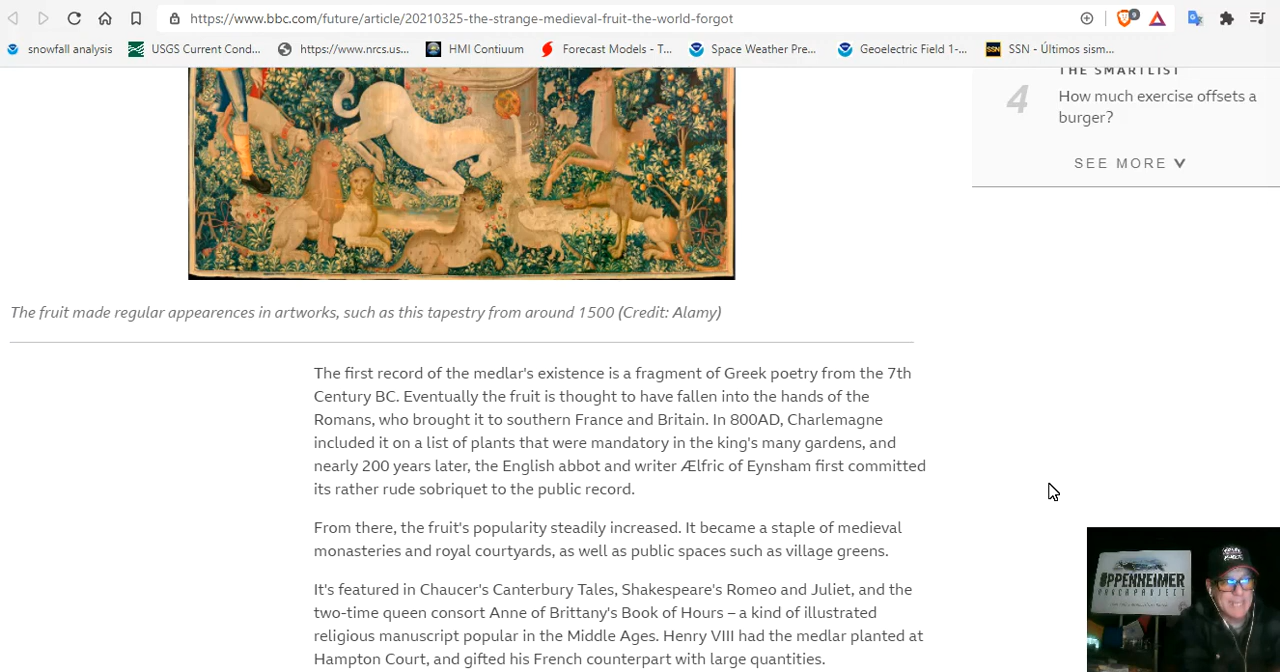 https://www.bbc.com/future/article/20210325-the-strange-medieval-fruit-the-world-forgot
snowfall analysis
USGS Current Cond...
https://www.nrcs.us...
HMI Contiuum
Forecast Models - T...
Space Weather Pre...
Geoelectric Field 1-...
SSN
SSN - Últimos sism...
THE SMARTLIST
4
How much exercise offsets a
burger?
SEE MORE
The fruit made regular appearences in artworks, such as this tapestry from around 1500 (Credit: Alamy)
The first record of the medlar's existence is a fragment of Greek poetry from the 7th
Century BC. Eventually the fruit is thought to have fallen into the hands of the
Romans, who brought it to southern France and Britain. In 800AD, Charlemagne
included it on a list of plants that were mandatory in the king's many gardens, and
nearly 200 years later, the English abbot and writer Ælfric of Eynsham first committed
its rather rude sobriquet to the public record.
From there, the fruit's popularity steadily increased. It became a staple of medieval
monasteries and royal courtyards, as well as public spaces such as village greens.
It's featured in Chaucer's Canterbury Tales, Shakespeare's Romeo and Juliet, and the
two-time queen consort Anne of Brittany's Book of Hours – a kind of illustrated
religious manuscript popular in the Middle Ages. Henry VIII had the medlar planted at
Hampton Court, and gifted his French counterpart with large quantities.
OPPENHEIMER
RANCH PROJECT